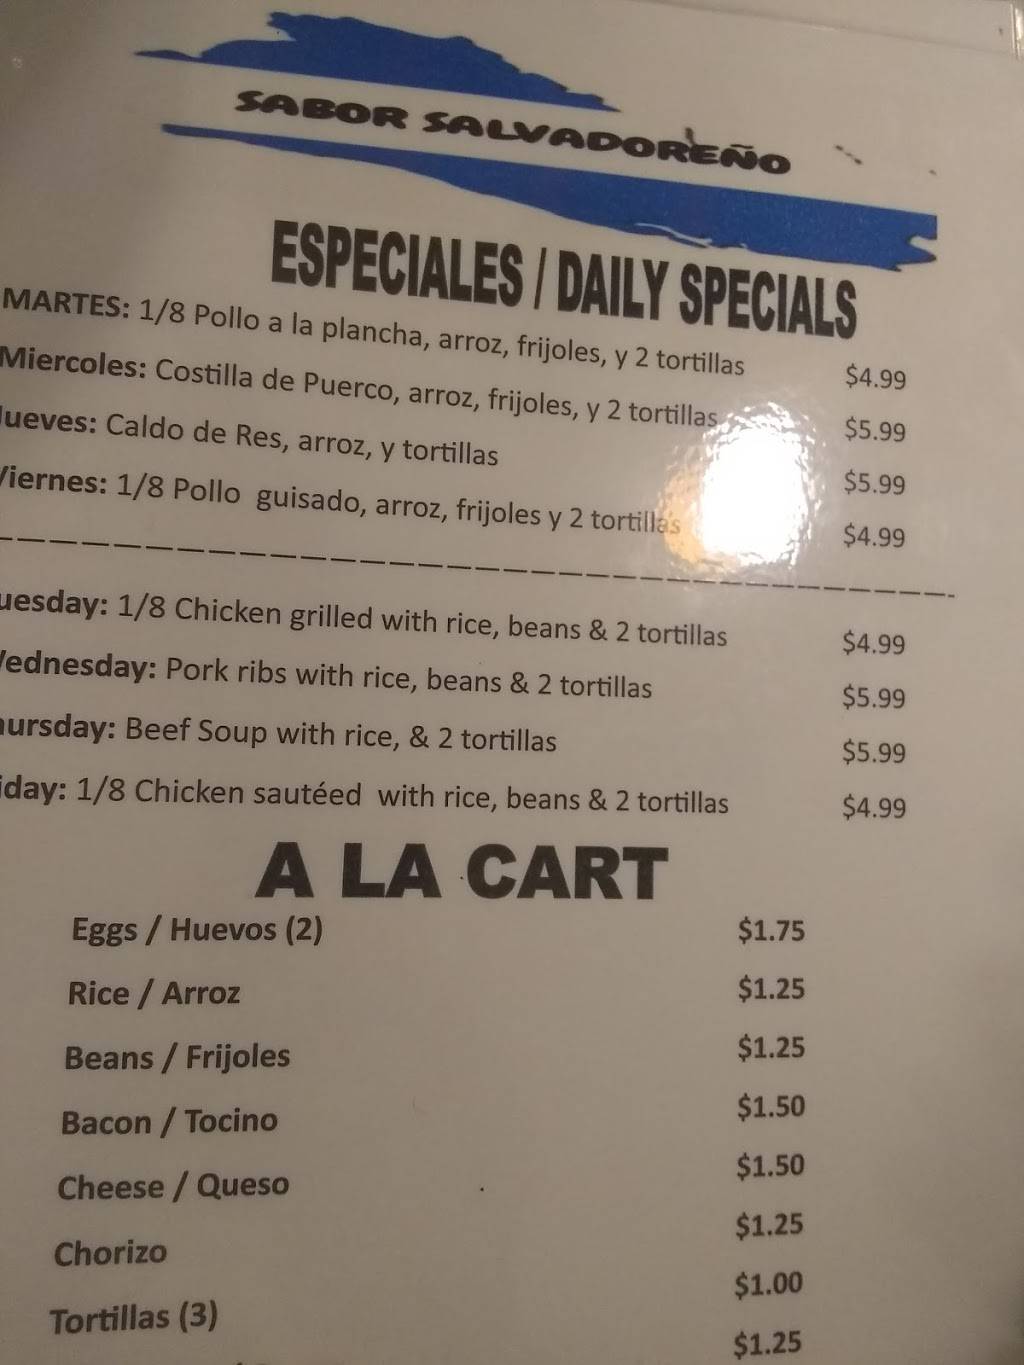 SABOR SALVADOREÑO
ESPECIALES / DAILY SPECIALS
MARTES: 1/8 Pollo a la plancha, arroz, frijoles, y 2 tortillas $4.99
Miercoles: Costilla de Puerco, arroz, frijoles, y 2 tortillas $5.99
Jueves: Caldo de Res, arroz, y tortillas $5.99
Viernes: 1/8 Pollo guisado, arroz, frijoles y 2 tortillas $4.99
uesday: 1/8 Chicken grilled with rice, beans & 2 tortillas $4.99
Wednesday: Pork ribs with rice, beans & 2 tortillas $5.99
hursday: Beef Soup with rice, & 2 tortillas $5.99
iday: 1/8 Chicken sautéed with rice, beans & 2 tortillas $4.99
A LA CART
Eggs / Huevos (2) $1.75
Rice / Arroz $1.25
Beans / Frijoles $1.25
Bacon / Tocino $1.50
Cheese / Queso $1.50
Chorizo $1.25
Tortillas (3) $1.00
$1.25